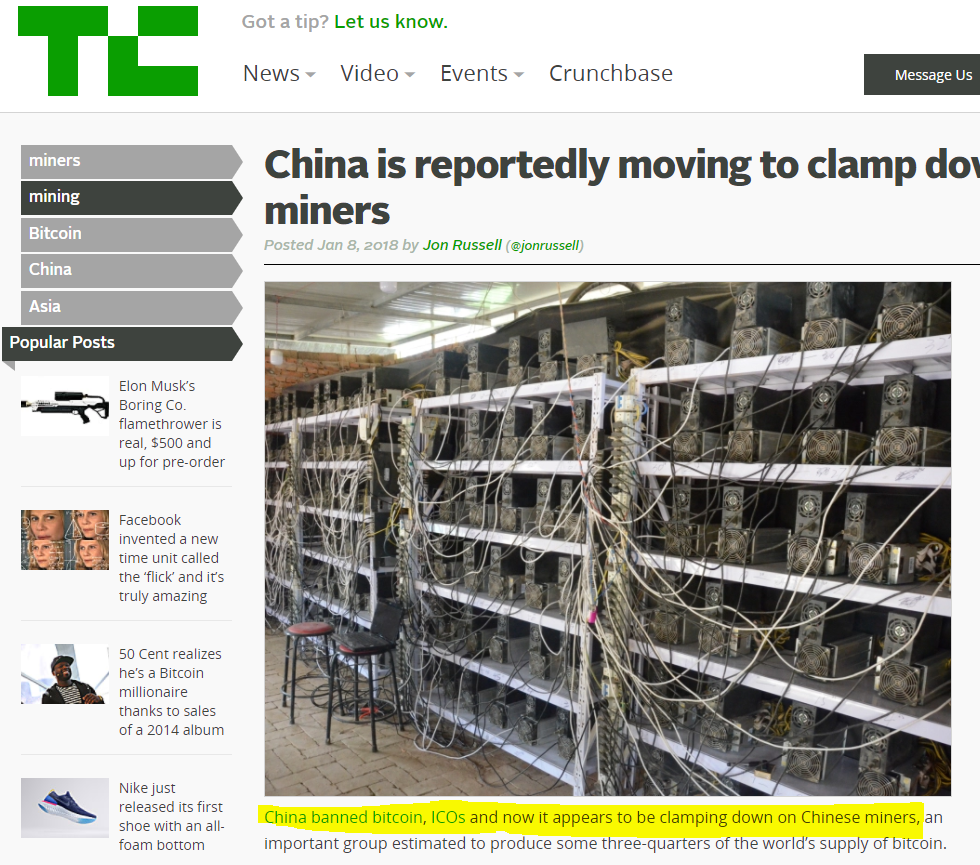 TC
Got a tip? Let us know.
News Video Events Crunchbase
Message Us
miners
mining
Bitcoin
China
Asia
Popular Posts
Elon Musk's
Boring Co.
flamethrower is
real, $500 and
up for pre-order
Facebook
invented a new
time unit called
the 'flick' and it's
truly amazing
50 Cent realizes
he's a Bitcoin
millionaire
thanks to sales
of a 2014 album
Nike just
released its first
shoe with an all-
foam bottom
China is reportedly moving to clamp dow
miners
Posted Jan 8, 2018 by Jon Russell (@jonrussell)
China banned bitcoin, ICOs and now it appears to be clamping down on Chinese miners, an
important group estimated to produce some three-quarters of the world's supply of bitcoin.